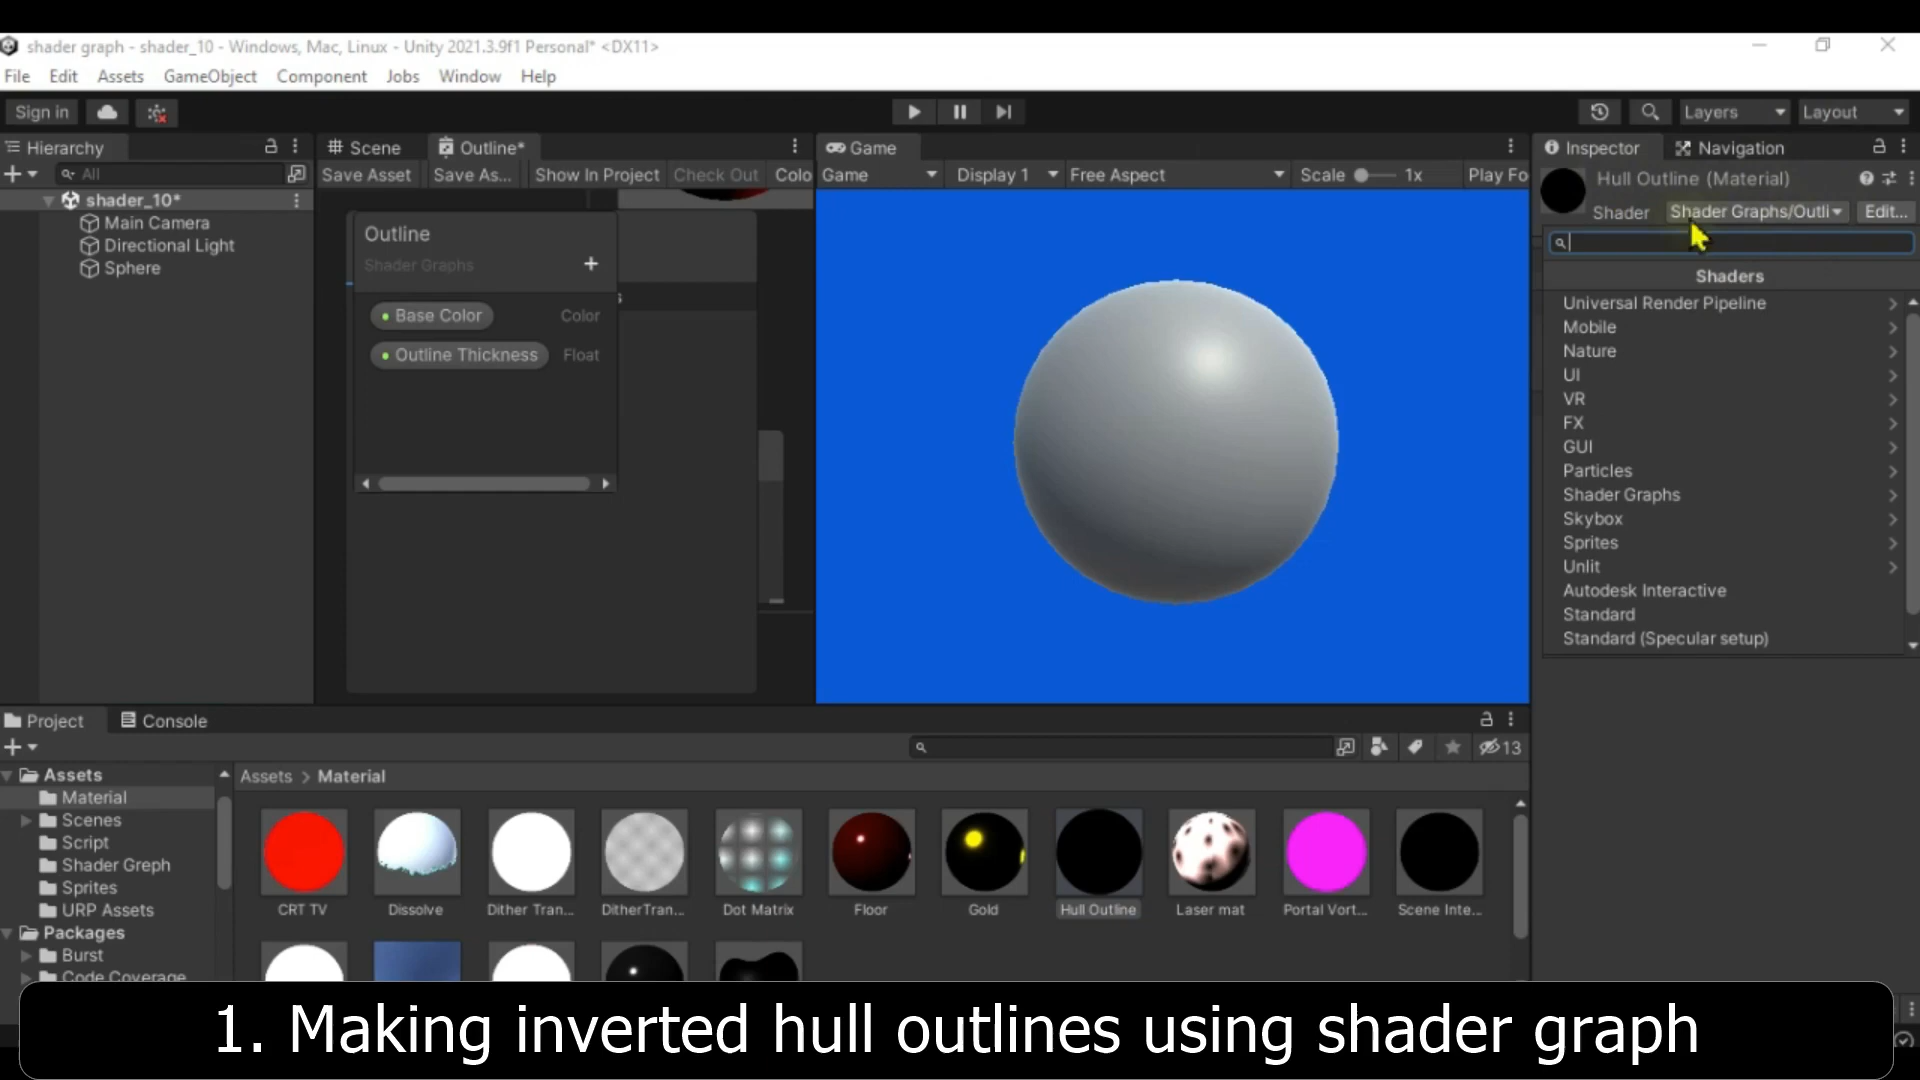 shader graph - shader_10 - Windows, Mac, Linux - Unity 2021.3.9f1 Personal* <DX11>
File Edit Assets GameObject Component Jobs Window Help
Sign in Layers Layout
Hierarchy Scene Outline* Game Inspector Navigation
All Save Asset Save As... Show In Project Check Out Colo Game Display 1 Free Aspect Scale 1x Play Fo
Hull Outline (Material)
Shader Shader Graphs/Outli Edit...
shader_10*
Main Camera
Directional Light
Sphere
Outline
Shader Graphs
Base Color Color
Outline Thickness Float
Shaders
Universal Render Pipeline
Mobile
Nature
UI
VR
FX
GUI
Particles
Shader Graphs
Skybox
Sprites
Unlit
Autodesk Interactive
Standard
Standard (Specular setup)
Project Console
13
Assets
Material
Scenes
Script
Shader Greph
Sprites
URP Assets
Packages
Burst
Code Coverage
Assets > Material
CRT TV Dissolve Dither Tran... DitherTran... Dot Matrix Floor Gold Hull Outline Laser mat Portal Vort... Scene Inte...
1. Making inverted hull outlines using shader graph